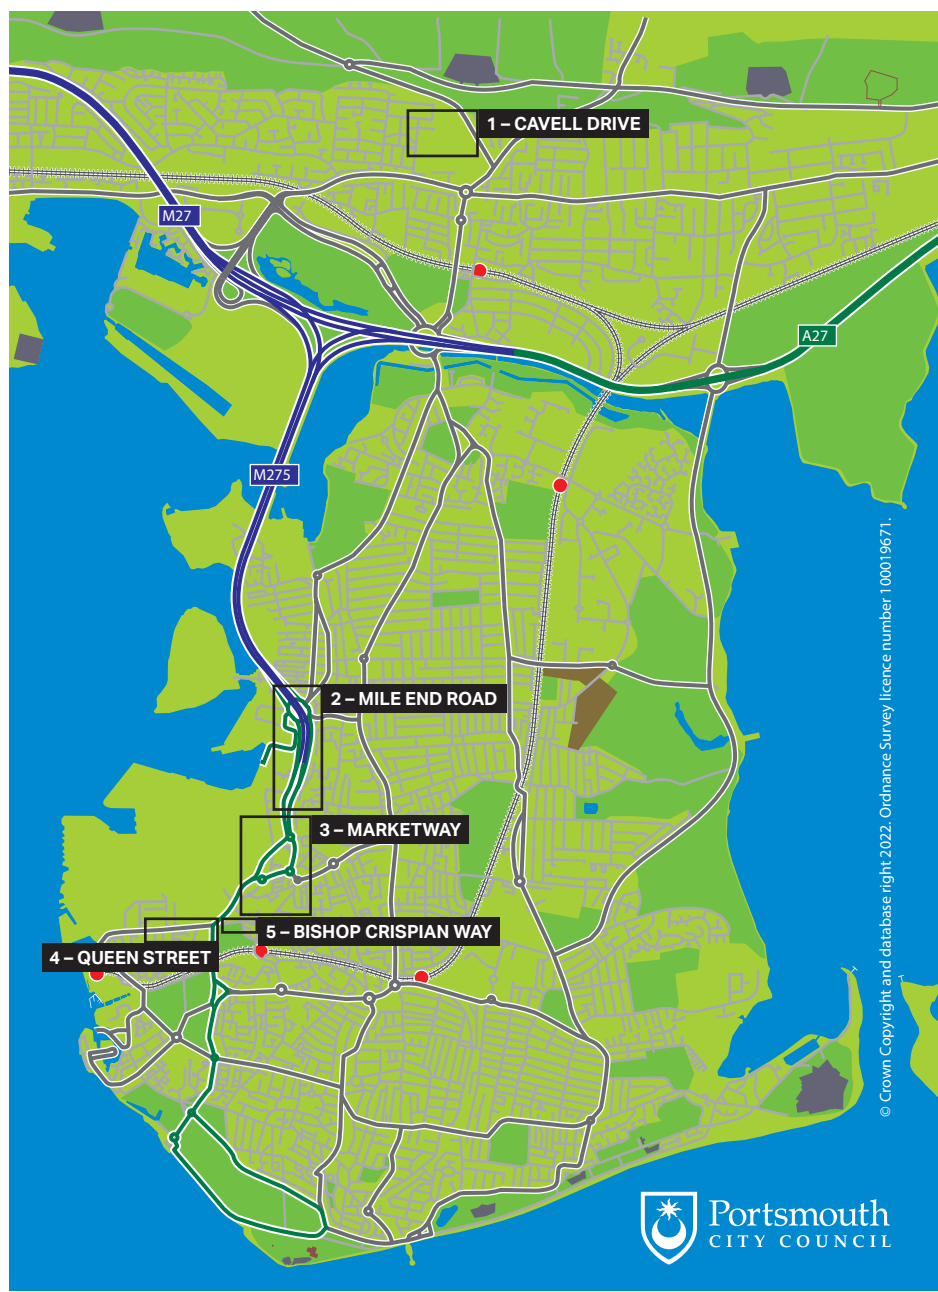 1 – CAVELL DRIVE
M27
A27
M275
2 – MILE END ROAD
3 – MARKETWAY
5 – BISHOP CRISPIAN WAY
4 – QUEEN STREET
© Crown Copyright and database right 2022. Ordnance Survey licence number 100019671.
Portsmouth
CITY COUNCIL